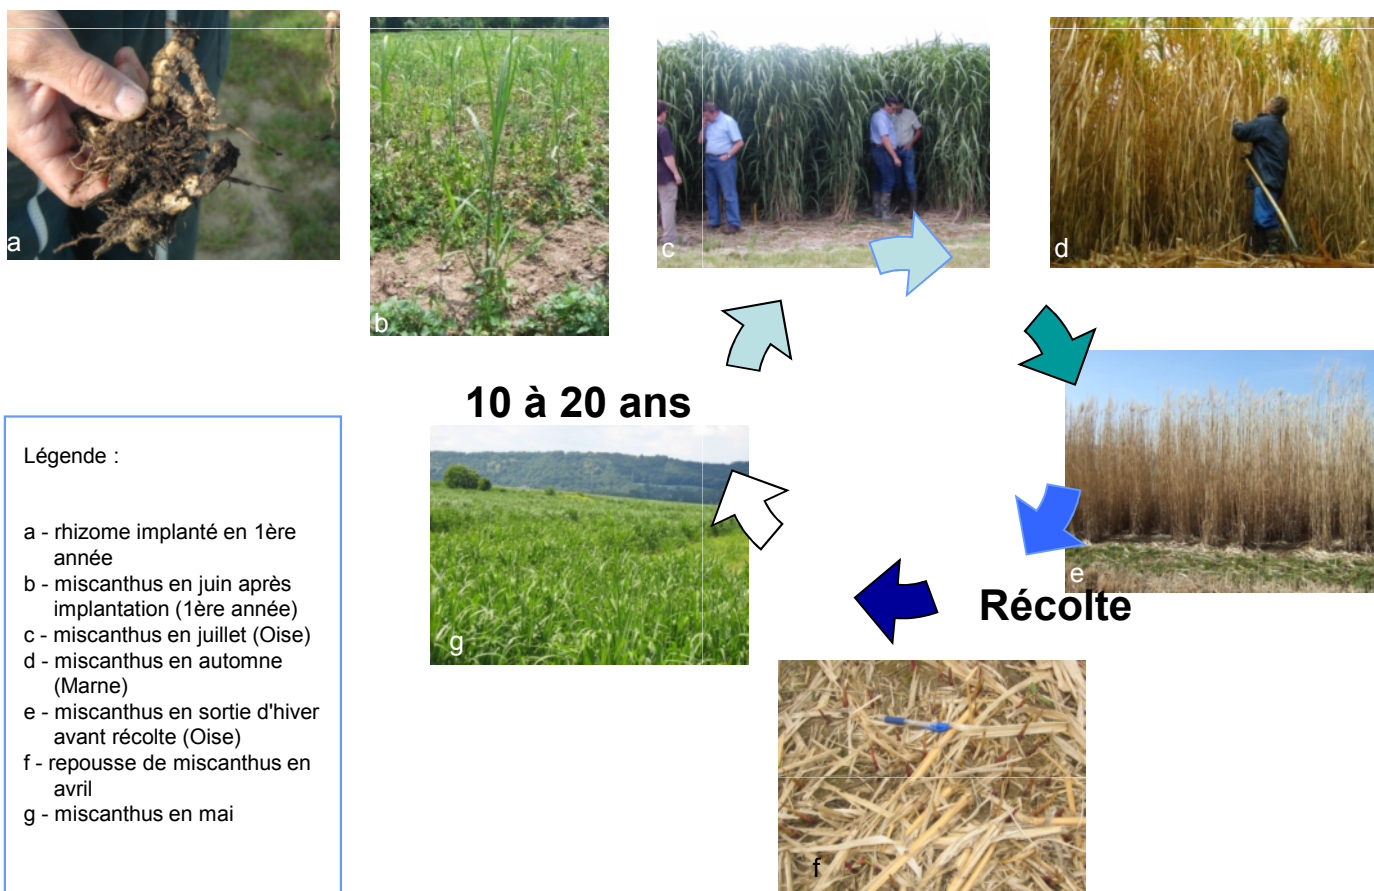 a
b
c
d
10 à 20 ans
e
Récolte
g
f
Légende :
a - rhizome implanté en 1ère
année
b - miscanthus en juin après
implantation (1ère année)
c - miscanthus en juillet (Oise)
d - miscanthus en automne
(Marne)
e - miscanthus en sortie d'hiver
avant récolte (Oise)
f - repousse de miscanthus en
avril
g - miscanthus en mai